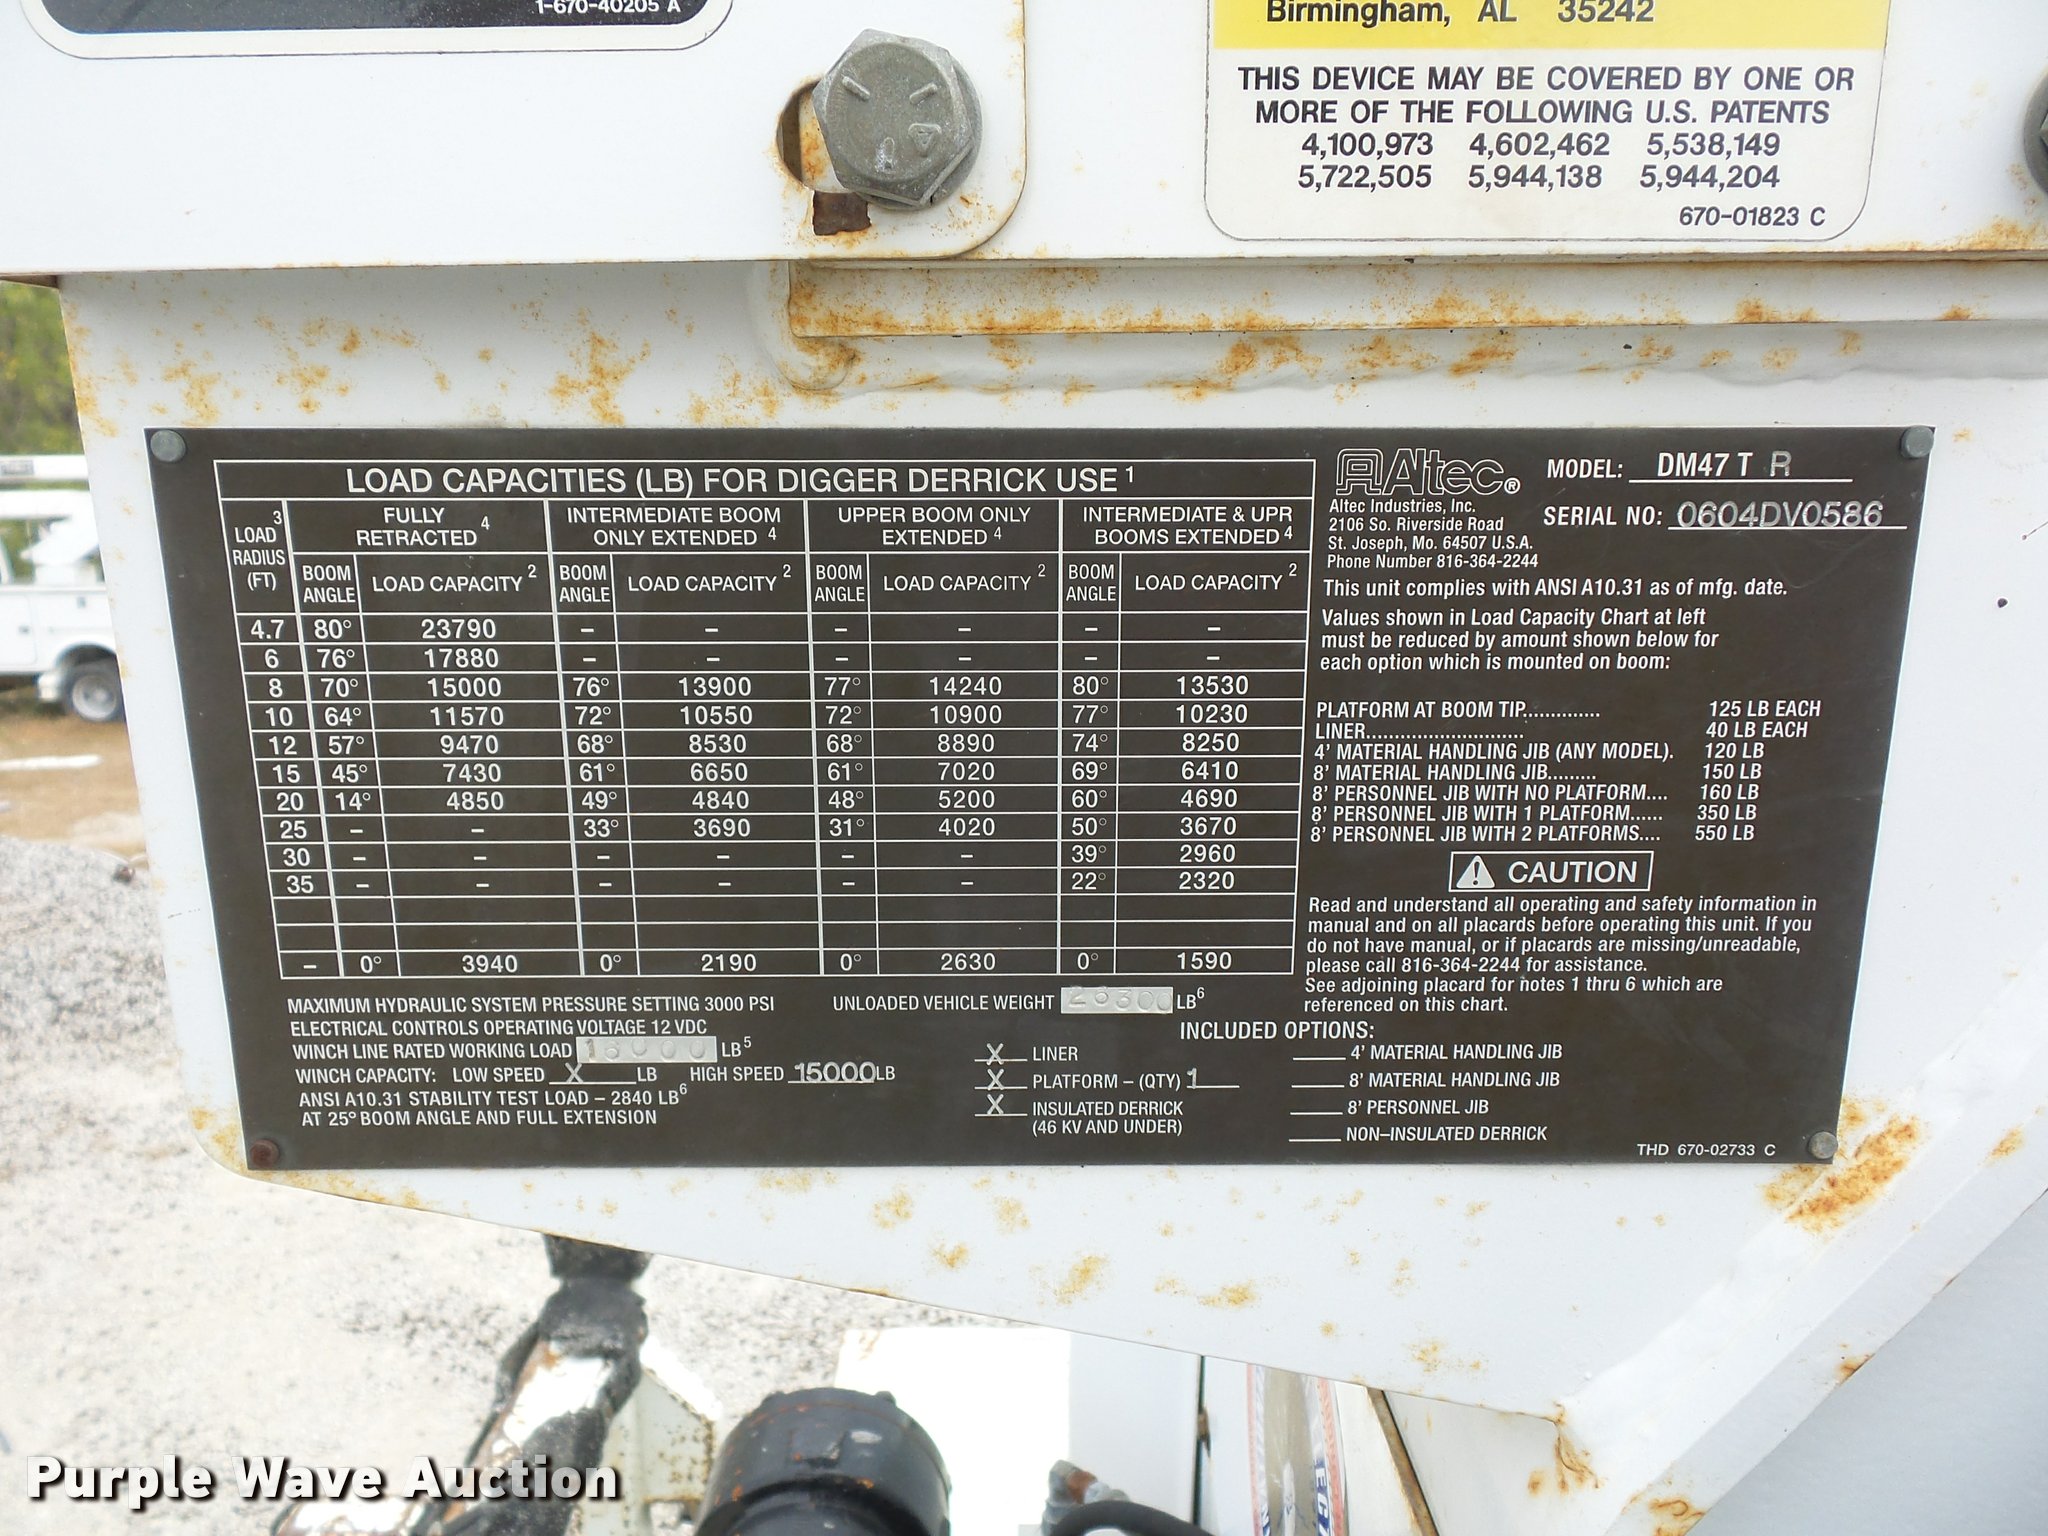 1-670-40205 A
Birmingham, AL 35242
THIS DEVICE MAY BE COVERED BY ONE OR
MORE OF THE FOLLOWING U.S. PATENTS
4,100,973 4,602,462 5,538,149
5,722,505 5,944,138 5,944,204
670-01823 C
LOAD CAPACITIES (LB) FOR DIGGER DERRICK USE 1
LOAD 3 RADIUS (FT)
FULLY RETRACTED 4
INTERMEDIATE BOOM ONLY EXTENDED 4
UPPER BOOM ONLY EXTENDED 4
INTERMEDIATE & UPR BOOMS EXTENDED 4
BOOM ANGLE LOAD CAPACITY 2 BOOM ANGLE LOAD CAPACITY 2 BOOM ANGLE LOAD CAPACITY 2 BOOM ANGLE LOAD CAPACITY 2
4.7 80° 23790 – – – – – –
6 76° 17880 – – – – – –
8 70° 15000 76° 13900 77° 14240 80° 13530
10 64° 11570 72° 10550 72° 10900 77° 10230
12 57° 9470 68° 8530 68° 8890 74° 8250
15 45° 7430 61° 6650 61° 7020 69° 6410
20 14° 4850 49° 4840 48° 5200 60° 4690
25 – – 33° 3690 31° 4020 50° 3670
30 – – – – – – 39° 2960
35 – – – – – – 22° 2320
– 0° 3940 0° 2190 0° 2630 0° 1590
MAXIMUM HYDRAULIC SYSTEM PRESSURE SETTING 3000 PSI
ELECTRICAL CONTROLS OPERATING VOLTAGE 12 VDC
WINCH LINE RATED WORKING LOAD LB 5
WINCH CAPACITY: LOW SPEED X LB HIGH SPEED 15000 LB
ANSI A10.31 STABILITY TEST LOAD – 2840 LB 6
AT 25° BOOM ANGLE AND FULL EXTENSION
UNLOADED VEHICLE WEIGHT LB 6
INCLUDED OPTIONS:
X LINER
X PLATFORM – (QTY) 1
X INSULATED DERRICK
(46 KV AND UNDER)
4' MATERIAL HANDLING JIB
8' MATERIAL HANDLING JIB
8' PERSONNEL JIB
NON–INSULATED DERRICK
Altec®
Altec Industries, Inc.
2106 So. Riverside Road
St. Joseph, Mo. 64507 U.S.A.
Phone Number 816-364-2244
MODEL: DM47 T R
SERIAL NO: 0604DV0586
This unit complies with ANSI A10.31 as of mfg. date.
Values shown in Load Capacity Chart at left
must be reduced by amount shown below for
each option which is mounted on boom:
PLATFORM AT BOOM TIP.............. 125 LB EACH
LINER............................ 40 LB EACH
4' MATERIAL HANDLING JIB (ANY MODEL). 120 LB
8' MATERIAL HANDLING JIB......... 150 LB
8' PERSONNEL JIB WITH NO PLATFORM.... 160 LB
8' PERSONNEL JIB WITH 1 PLATFORM...... 350 LB
8' PERSONNEL JIB WITH 2 PLATFORMS.... 550 LB
CAUTION
Read and understand all operating and safety information in
manual and on all placards before operating this unit. If you
do not have manual, or if placards are missing/unreadable,
please call 816-364-2244 for assistance.
See adjoining placard for notes 1 thru 6 which are
referenced on this chart.
THD 670-02733 C
Purple Wave Auction